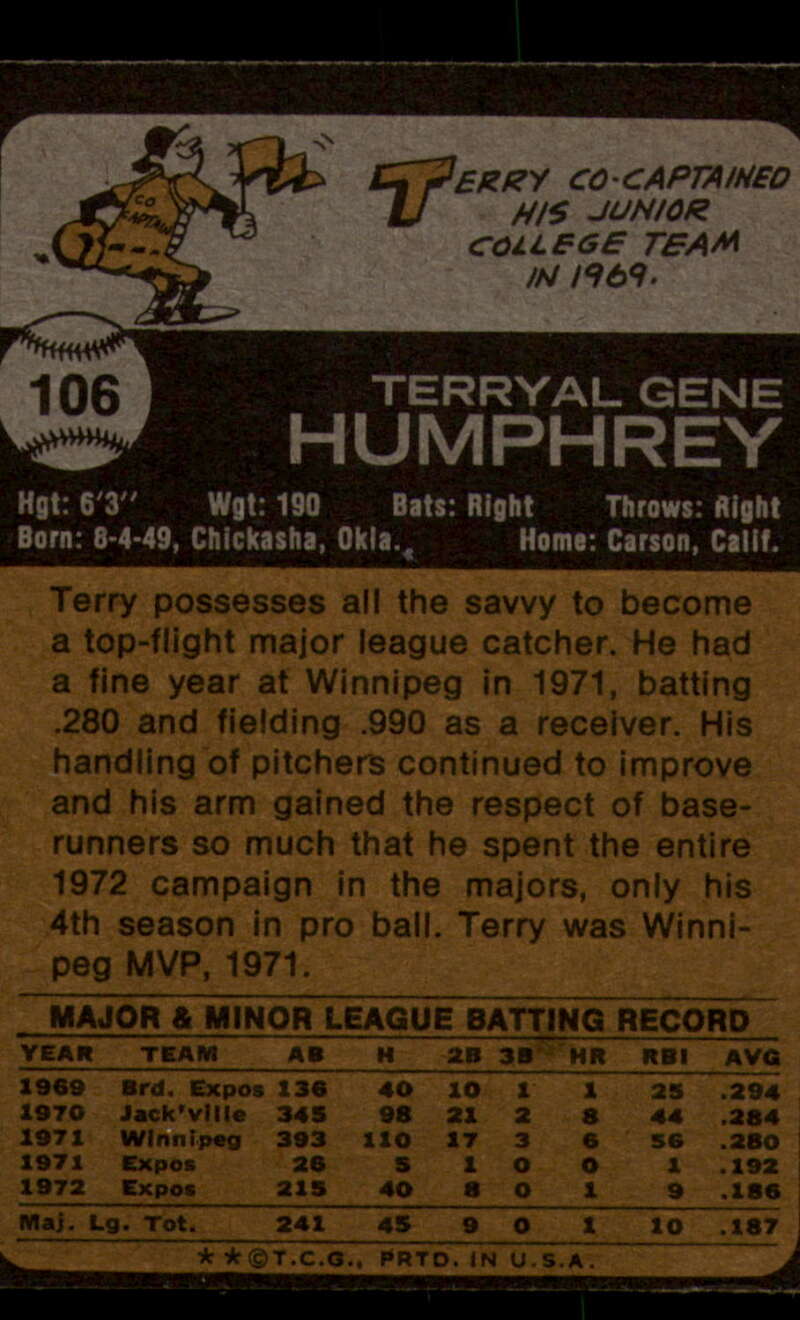 CO
CAPTAIN
TERRY CO-CAPTAINED
HIS JUNIOR
COLLEGE TEAM
IN 1969.
106
TERRYAL GENE
HUMPHREY
Hgt: 6'3" Wgt: 190 Bats: Right Throws: Right
Born: 8-4-49, Chickasha, Okla. Home: Carson, Calif.
Terry possesses all the savvy to become
a top-flight major league catcher. He had
a fine year at Winnipeg in 1971, batting
.280 and fielding .990 as a receiver. His
handling of pitchers continued to improve
and his arm gained the respect of base-
runners so much that he spent the entire
1972 campaign in the majors, only his
4th season in pro ball. Terry was Winni-
peg MVP, 1971.
MAJOR & MINOR LEAGUE BATTING RECORD
YEAR TEAM AB H 2B 3B HR RBI AVG
1969 Brd. Expos 136 40 10 1 1 25 .294
1970 Jack'ville 345 98 21 2 8 44 .284
1971 Winnipeg 393 110 17 3 6 56 .280
1971 Expos 26 5 1 0 0 1 .192
1972 Expos 215 40 8 0 1 9 .186
Maj. Lg. Tot. 241 45 9 0 1 10 .187
* * © T.C.G., PRTD. IN U.S.A.